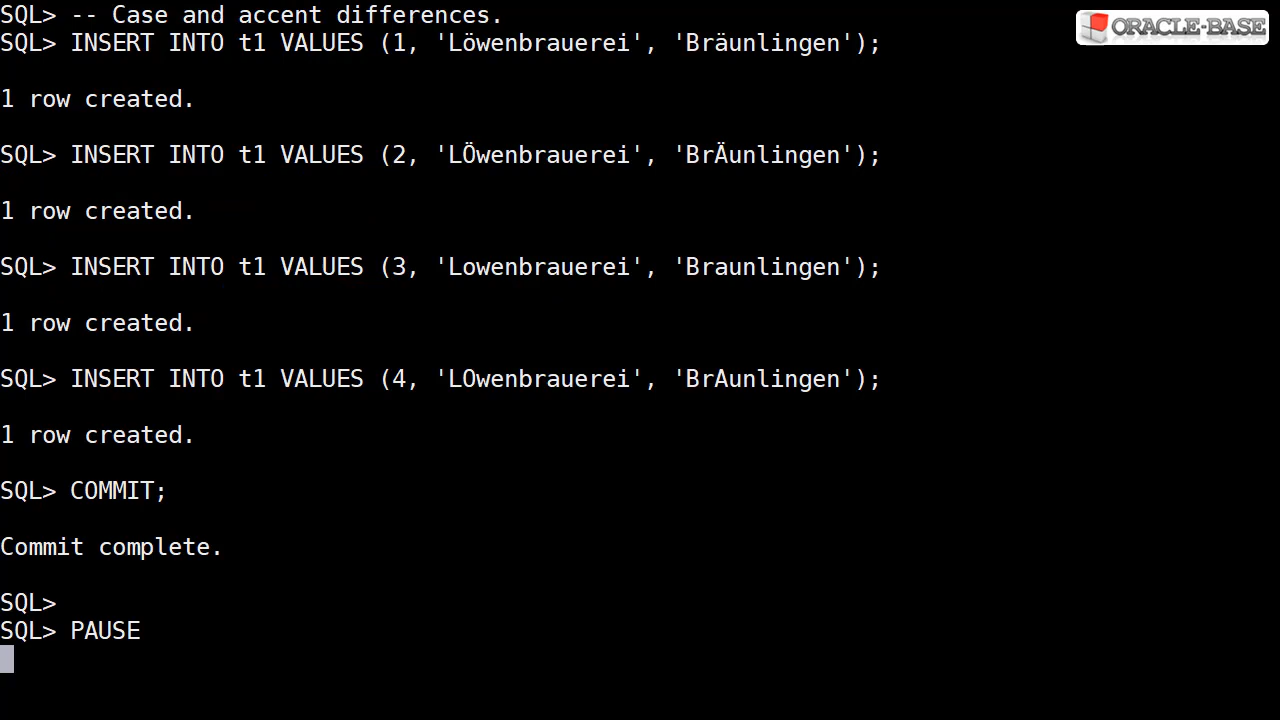 SQL> -- Case and accent differences.
SQL> INSERT INTO t1 VALUES (1, 'Löwenbrauerei', 'Bräunlingen');
1 row created.
SQL> INSERT INTO t1 VALUES (2, 'LÖwenbrauerei', 'BrÄunlingen');
1 row created.
SQL> INSERT INTO t1 VALUES (3, 'Lowenbrauerei', 'Braunlingen');
1 row created.
SQL> INSERT INTO t1 VALUES (4, 'LOwenbrauerei', 'BrAunlingen');
1 row created.
SQL> COMMIT;
Commit complete.
SQL>
SQL> PAUSE
ORACLE-BASE